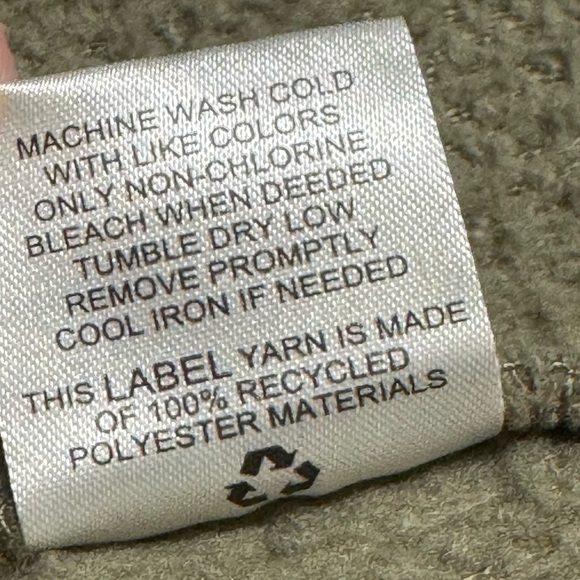 MACHINE WASH COLD
WITH LIKE COLORS
ONLY NON-CHLORINE
BLEACH WHEN DEEDED
TUMBLE DRY LOW
REMOVE PROMPTLY
COOL IRON IF NEEDED
THIS LABEL YARN IS MADE
OF 100% RECYCLED
POLYESTER MATERIALS